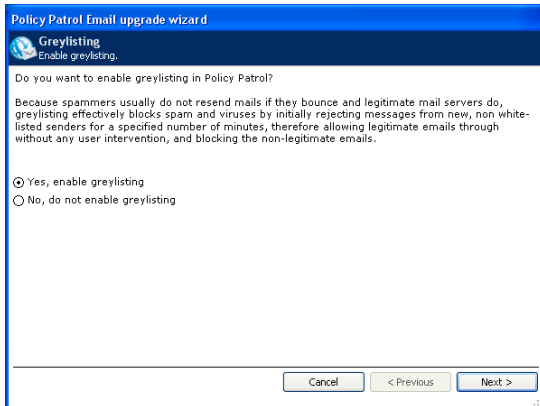 Policy Patrol Email upgrade wizard
Greylisting
Enable greylisting.
Do you want to enable greylisting in Policy Patrol?
Because spammers usually do not resend mails if they bounce and legitimate mail servers do,
greylisting effectively blocks spam and viruses by initially rejecting messages from new, non white-
listed senders for a specified number of minutes, therefore allowing legitimate emails through
without any user intervention, and blocking the non-legitimate emails.
Yes, enable greylisting
No, do not enable greylisting
Cancel < Previous Next >